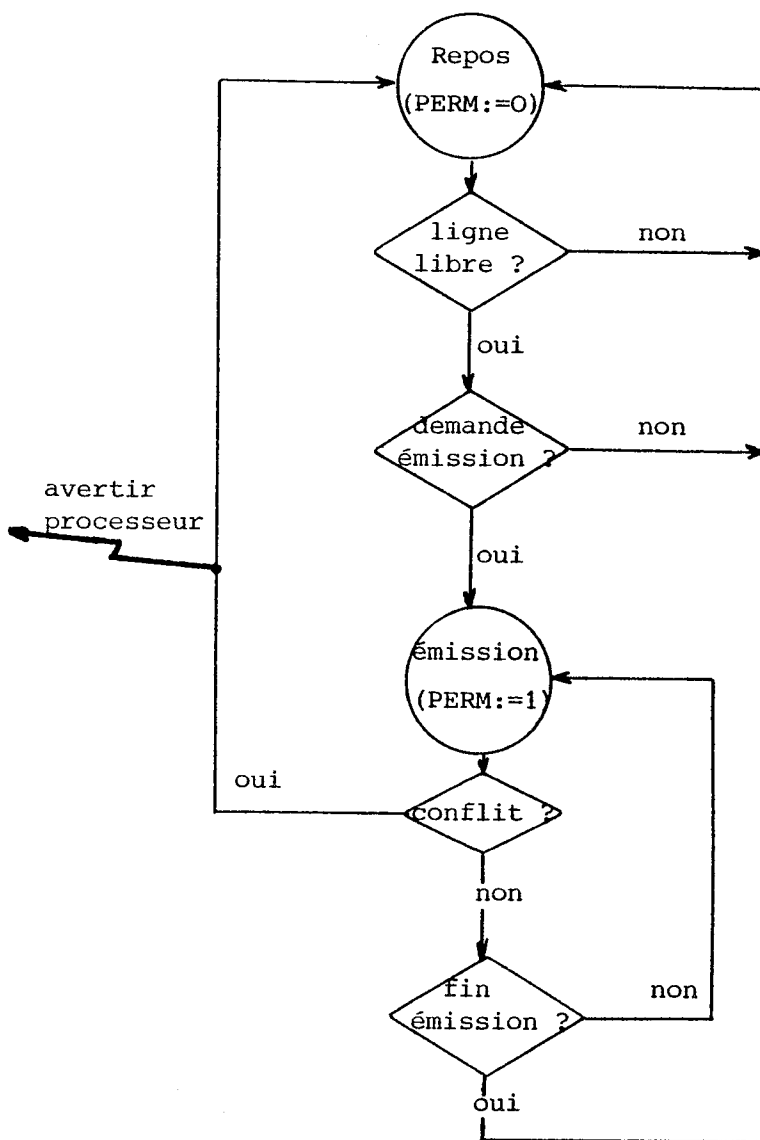 Repos
(PERM:=O)
ligne
libre ?
non
oui
demande
émission ?
non
avertir
processeur
oui
émission
(PERM:=1)
oui
conflit ?
non
fin
émission ?
non
oui